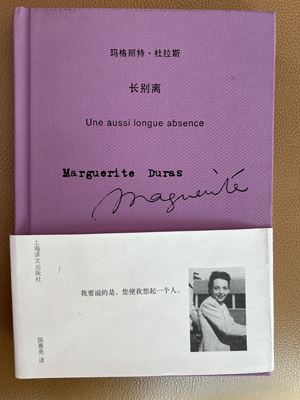 玛格丽特·杜拉斯
长别离
Une aussi longue absence
Marguerite Duras
Marguerite
上海译文出版社
我要说的是，您使我想起一个人。
陈景亮 译